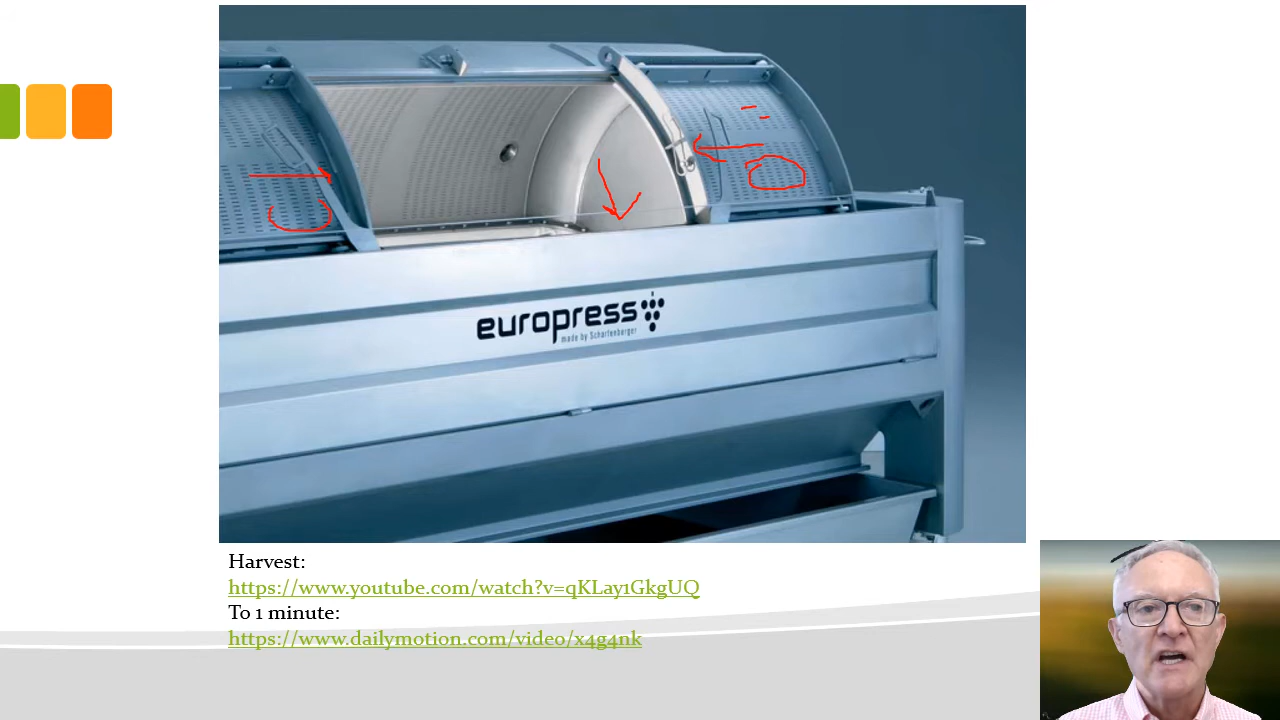 europress
made by Scharfenberger
Harvest:
https://www.youtube.com/watch?v=qKLay1GkgUQ
To 1 minute:
https://www.dailymotion.com/video/x4g4nk